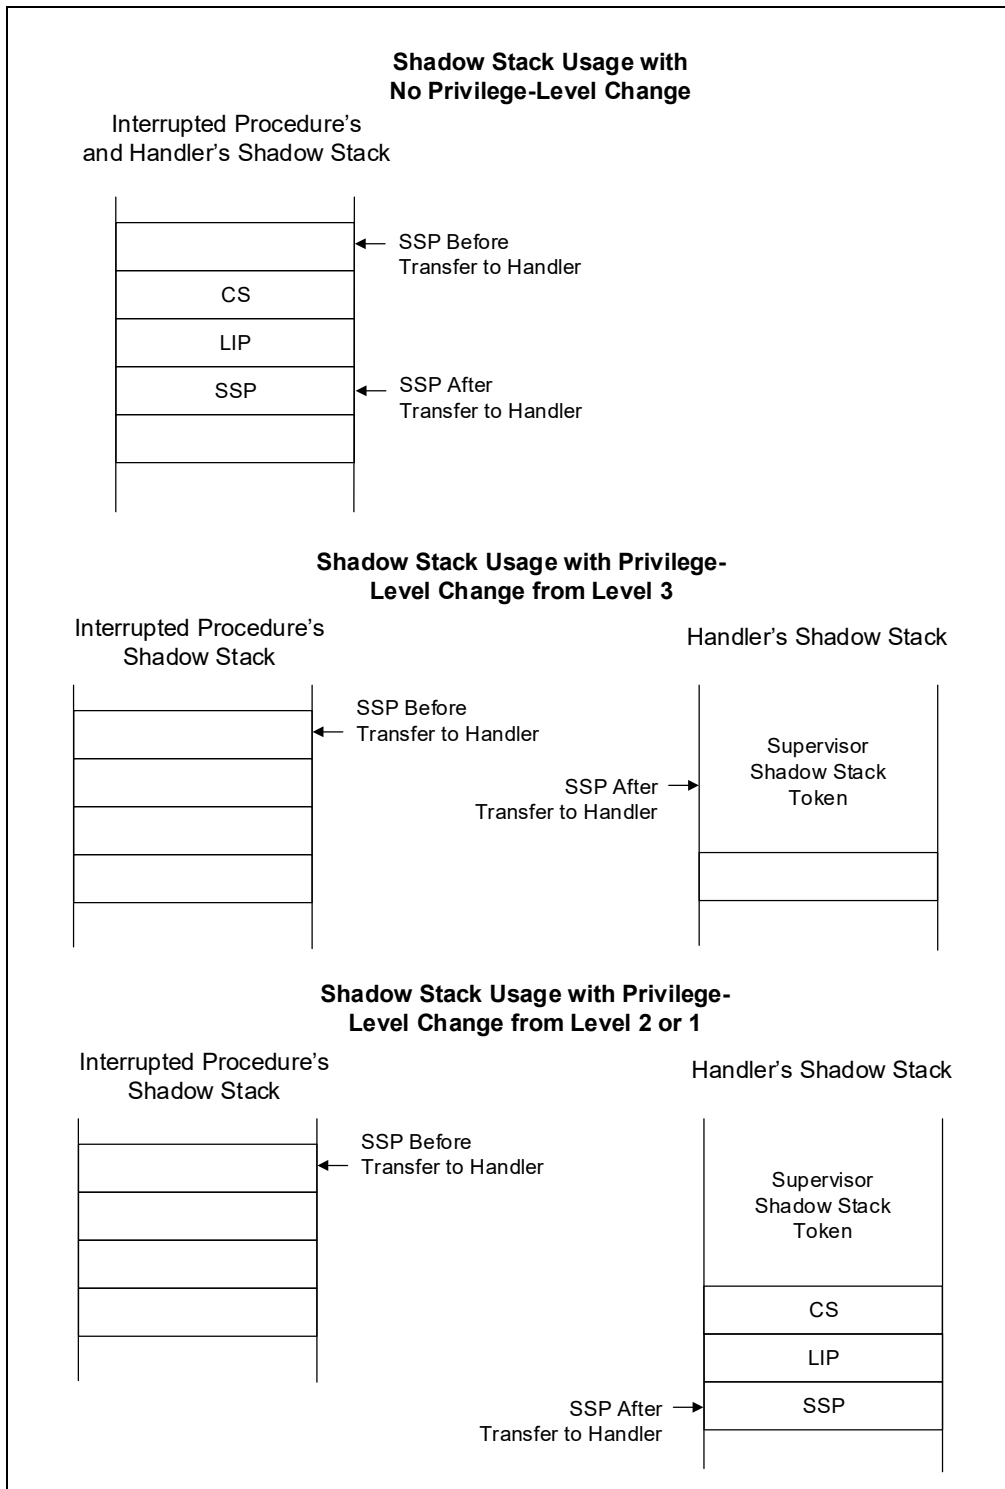 Shadow Stack Usage with
No Privilege-Level Change
Interrupted Procedure’s
and Handler’s Shadow Stack
SSP Before
Transfer to Handler
CS
LIP
SSP
SSP After
Transfer to Handler
Shadow Stack Usage with Privilege-
Level Change from Level 3
Interrupted Procedure’s
Shadow Stack
Handler’s Shadow Stack
SSP Before
Transfer to Handler
Supervisor
Shadow Stack
Token
SSP After
Transfer to Handler
Shadow Stack Usage with Privilege-
Level Change from Level 2 or 1
Interrupted Procedure’s
Shadow Stack
Handler’s Shadow Stack
SSP Before
Transfer to Handler
Supervisor
Shadow Stack
Token
CS
LIP
SSP
SSP After
Transfer to Handler